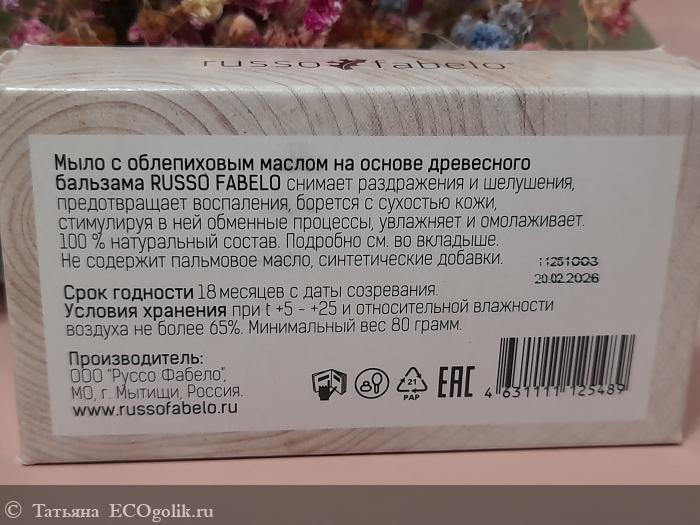 russo fabelo
Мыло с облепиховым маслом на основе древесного
бальзама RUSSO FABELO снимает раздражения и шелушения,
предотвращает воспаления, борется с сухостью кожи,
стимулируя в ней обменные процессы, увлажняет и омолаживает.
100 % натуральный состав. Подробно см. во вкладыше.
Не содержит пальмовое масло, синтетические добавки.
11251003
20.02.2026
Срок годности 18 месяцев с даты созревания.
Условия хранения при t +5 - +25 и относительной влажности
воздуха не более 65%. Минимальный вес 80 грамм.
Производитель:
ООО "Руссо Фабело",
МО, г. Мытищи, Россия.
www.russofabelo.ru
21
PAP
EAC
4 631111 125489
© Татьяна ECOgolik.ru